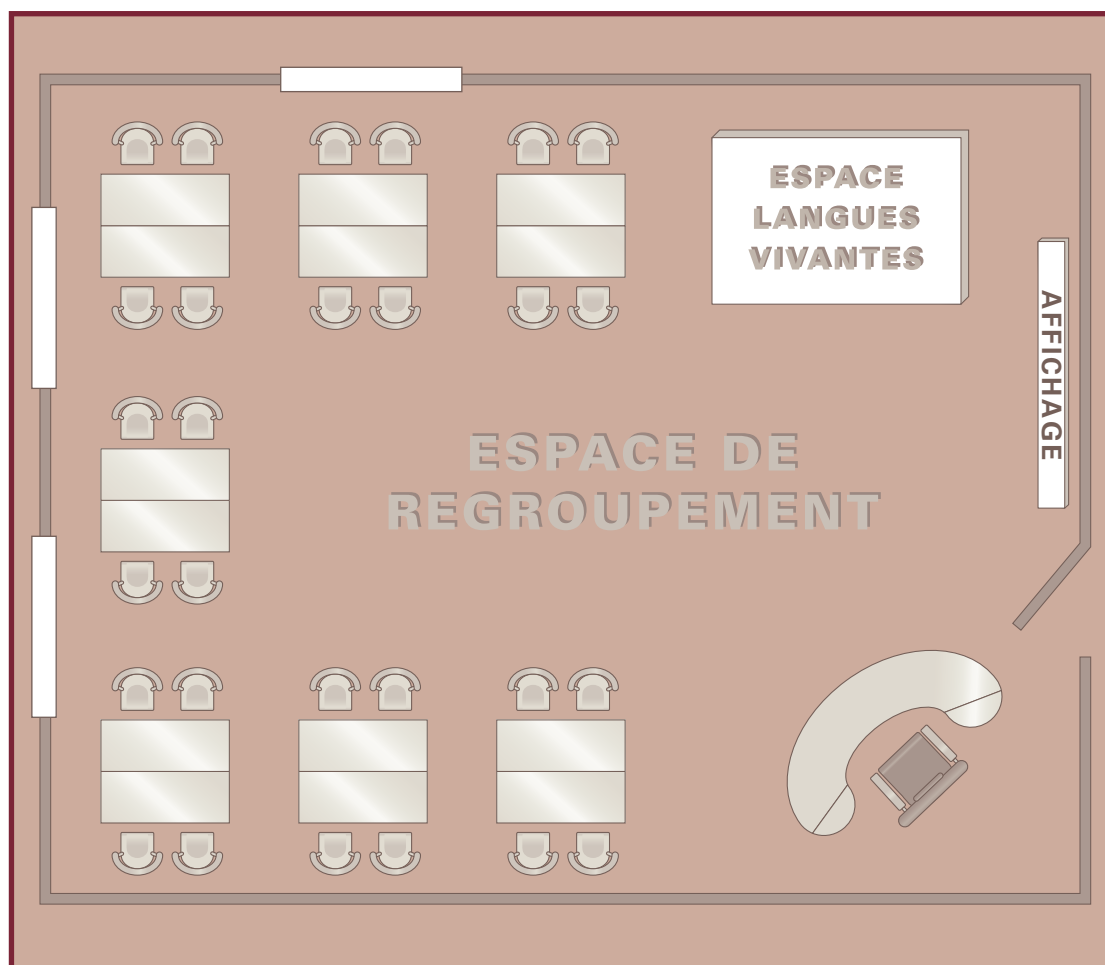 ESPACE
LANGUES
VIVANTES
AFFICHAGE
ESPACE DE
REGROUPEMENT